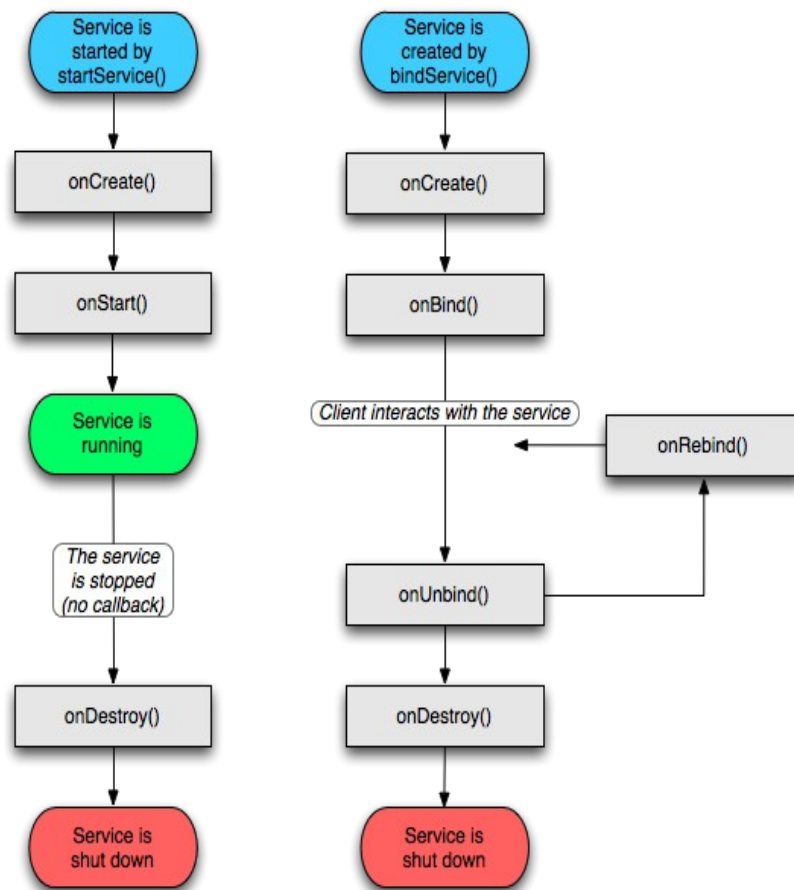 Service is
started by
startService()
onCreate()
onStart()
Service is
running
The service
is stopped
(no callback)
onDestroy()
Service is
shut down
Service is
created by
bindService()
onCreate()
onBind()
Client interacts with the service
onRebind()
onUnbind()
onDestroy()
Service is
shut down